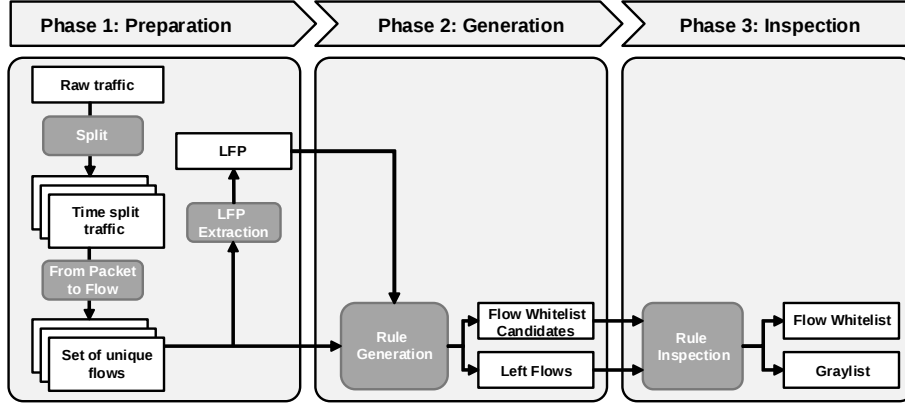 Phase 1: Preparation
Phase 2: Generation
Phase 3: Inspection
Raw traffic
Split
Time split
traffic
From Packet
to Flow
Set of unique
flows
LFP
LFP
Extraction
Rule
Generation
Flow Whitelist
Candidates
Left Flows
Rule
Inspection
Flow Whitelist
Graylist